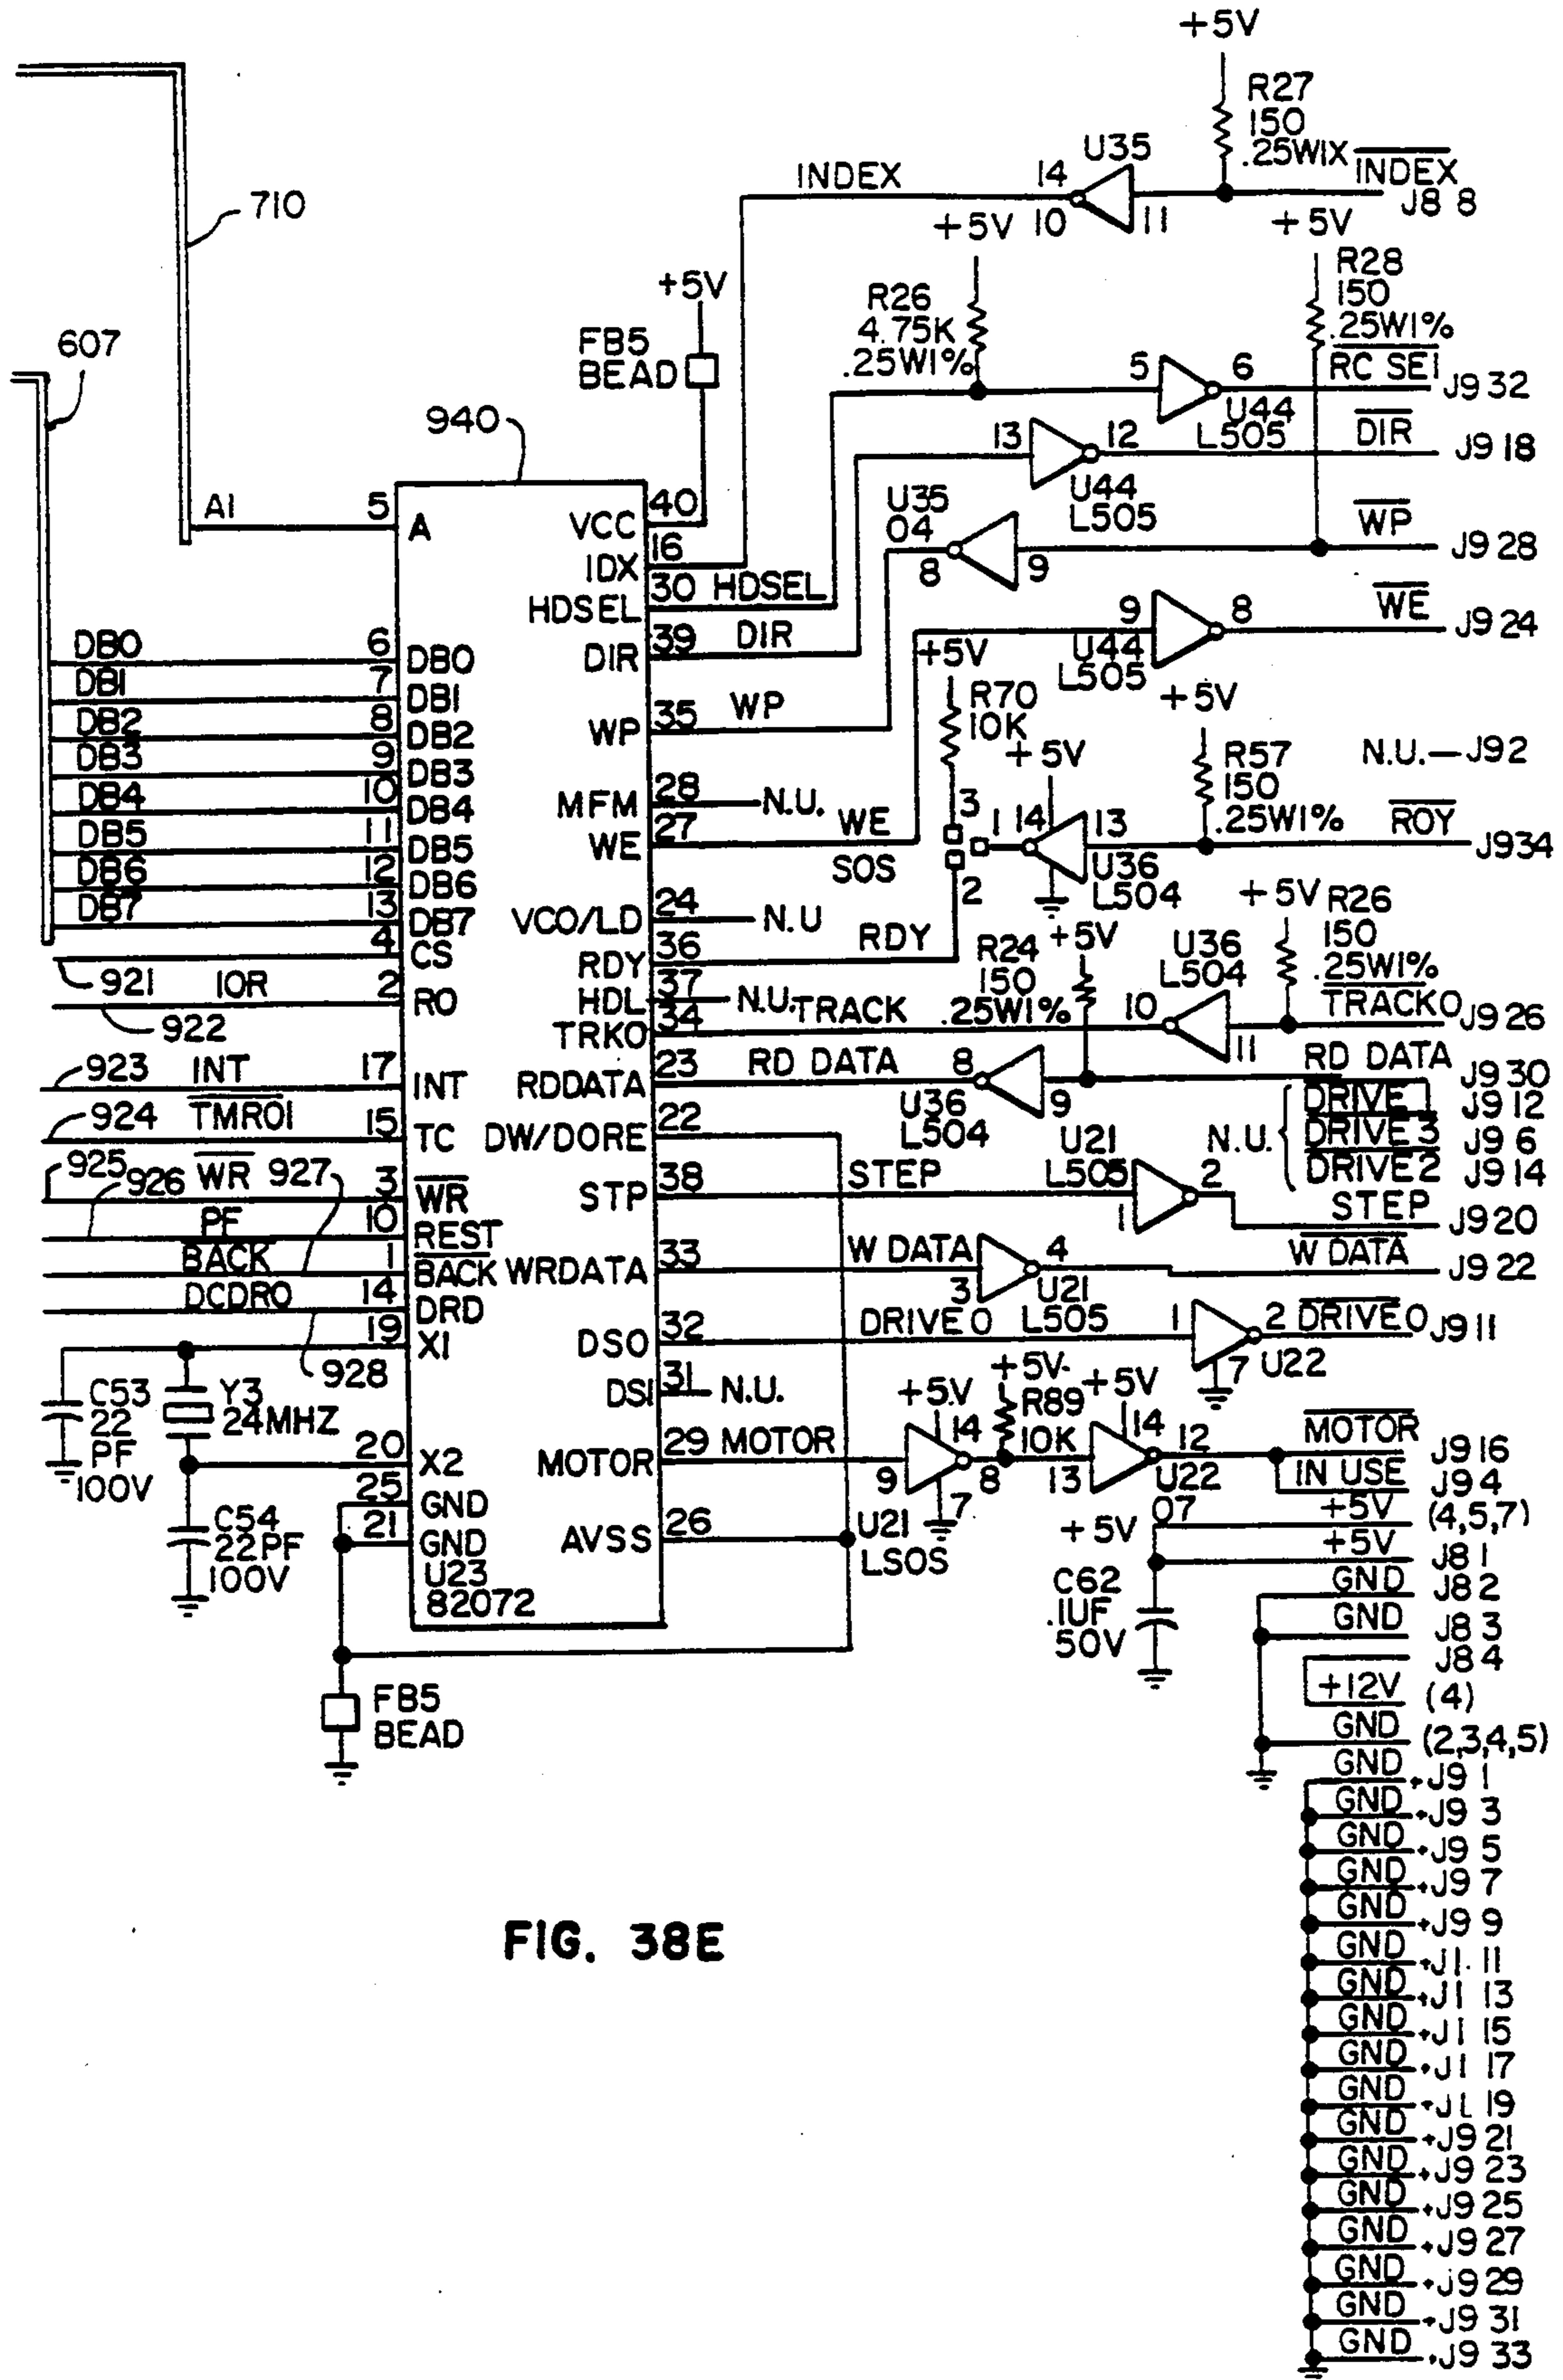 +5V
R27
150
.25W1X
INDEX
J8 8
U35
14
10
11
INDEX
710
+5V
R26
4.75K
.25W1%
+5V
R28
150
.25W1%
+5V
FB5
BEAD
607
940
5
6
U44
L505
RC SEI
J9 32
13
12
U44
L505
DIR
J9 18
U35
04
8
9
WP
J9 28
9
8
U44
L505
WE
J9 24
A1
5
A
VCC
40
IDX
16
HDSEL
30
HDSEL
DIR
39
DIR
WP
35
WP
MFM
28
N.U.
WE
27
WE
SOS
VCO/LD
24
N.U
RDY
36
RDY
HDL
37
N.U.
TRKO
34
TRACK
RDDATA
23
RD DATA
DW/DORE
22
STP
38
STEP
WRDATA
33
W DATA
DSO
32
DRIVE 0
DSI
31
N.U.
MOTOR
29
MOTOR
AVSS
26
DB0
6
DB0
DB1
7
DB1
DB2
8
DB2
DB3
9
DB3
DB4
10
DB4
DB5
11
DB5
DB6
12
DB6
DB7
13
DB7
4
CS
921
IOR
2
RO
922
923
INT
17
INT
924
TMROI
15
TC
925
WR
3
WR
926
927
PF
10
REST
BACK
1
BACK
DCDRO
14
DRD
928
19
X1
C53
22
PF
100V
Y3
24MHZ
20
X2
25
GND
21
GND
C54
22PF
100V
U23
82072
FB5
BEAD
+5V
R70
10K
3
1
2
+5V
14
13
U36
L504
+5V
R57
150
.25W1%
N.U.—J92
ROY
J934
+5V
R24
150
.25W1%
U36
L504
10
11
+5V
R26
150
.25W1%
TRACKO
J9 26
8
9
U36
L504
RD DATA
J9 30
N.U.
DRIVE 1
J9 12
DRIVE 3
J9 6
DRIVE 2
J9 14
U21
L505
1
2
STEP
J9 20
3
4
U21
L505
W DATA
J9 22
1
2
7
U22
DRIVE 0
J9 11
+5V
9
14
8
7
U21
LSOS
+5V
R89
10K
+5V
13
14
12
U22
07
MOTOR
J9 16
IN USE
J9 4
+5V
C62
.1UF
50V
+5V
(4,5,7)
+5V
J8 1
GND
J8 2
GND
J8 3
J8 4
+12V
(4)
GND
(2,3,4,5)
GND J9 1
GND J9 3
GND J9 5
GND J9 7
GND J9 9
GND J1 11
GND J1 13
GND J1 15
GND J1 17
GND J1 19
GND J9 21
GND J9 23
GND J9 25
GND J9 27
GND J9 29
GND J9 31
GND J9 33
FIG. 38E